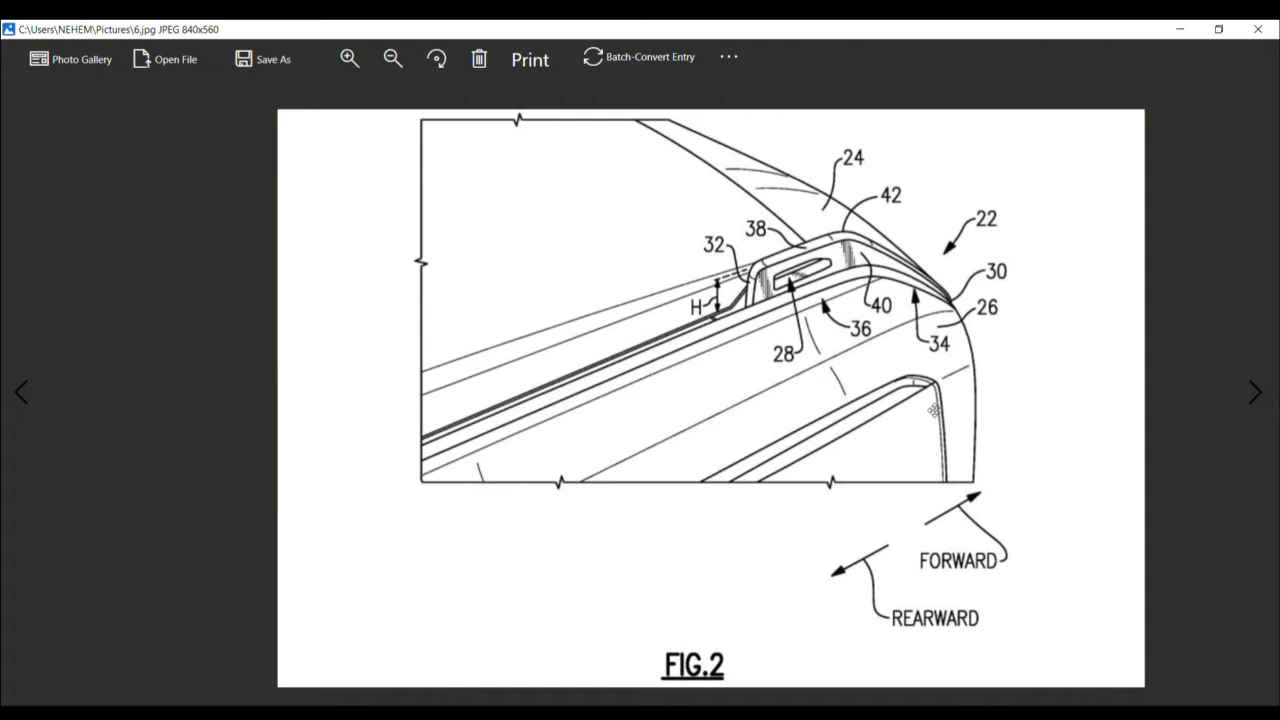 C:\Users\NEHEM\Pictures\6.jpg JPEG 840x560
Photo Gallery Open File Save As Print Batch-Convert Entry ...
24
42
22
38
32
30
H
26
40
36
34
28
FORWARD
REARWARD
FIG.2